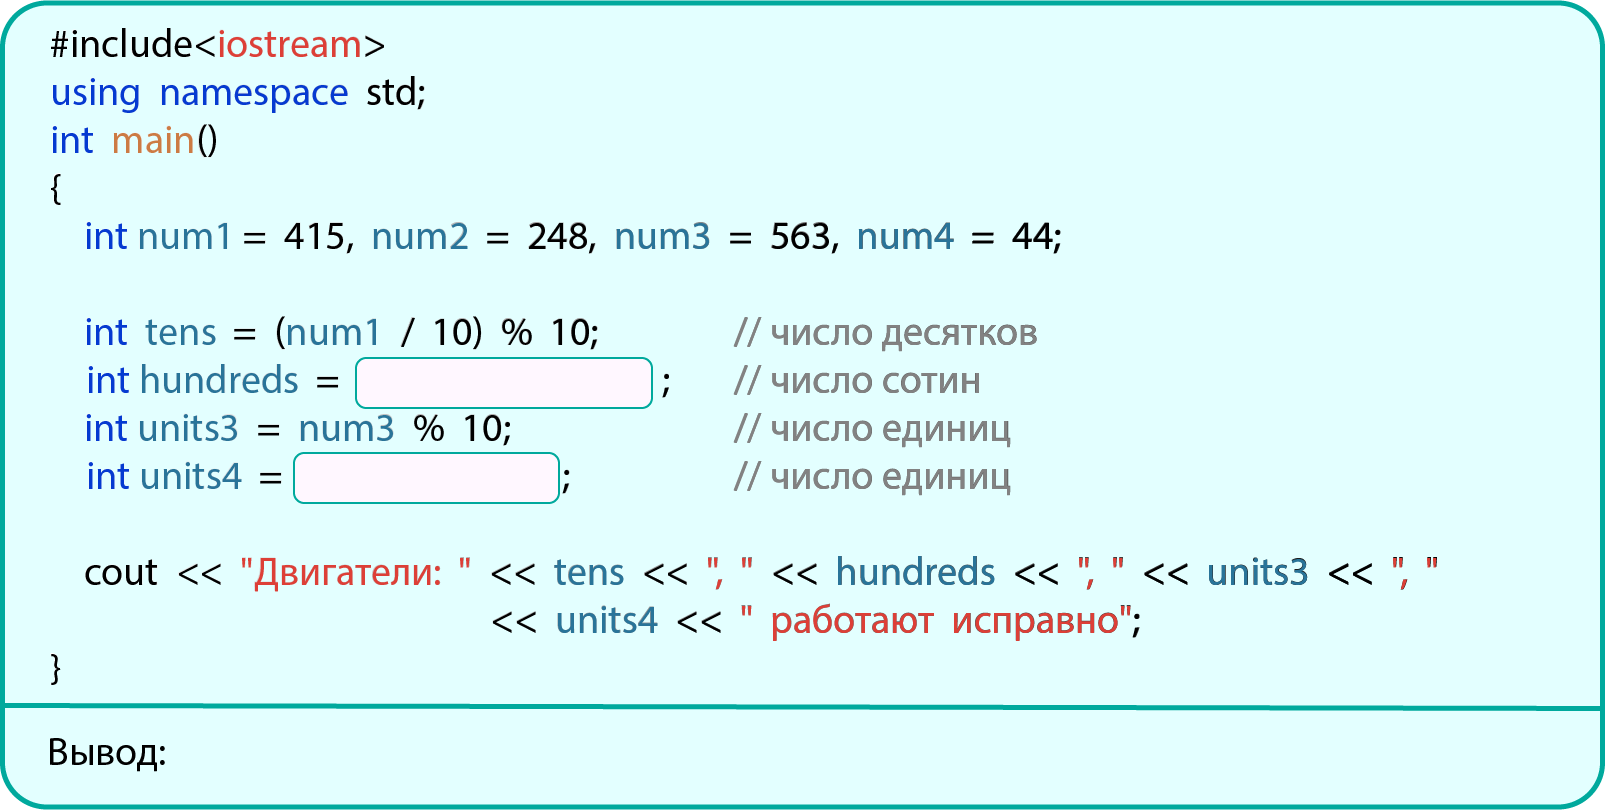 #include<iostream>
using namespace std;
int main()
{
int num1 = 415, num2 = 248, num3 = 563, num4 = 44;
int tens = (num1 / 10) % 10; // число десятков
int hundreds = ; // число сотин
int units3 = num3 % 10; // число единиц
int units4 = ; // число единиц
cout << "Двигатели: " << tens << ", " << hundreds << ", " << units3 << ", "
<< units4 << " работают исправно";
}
Вывод: